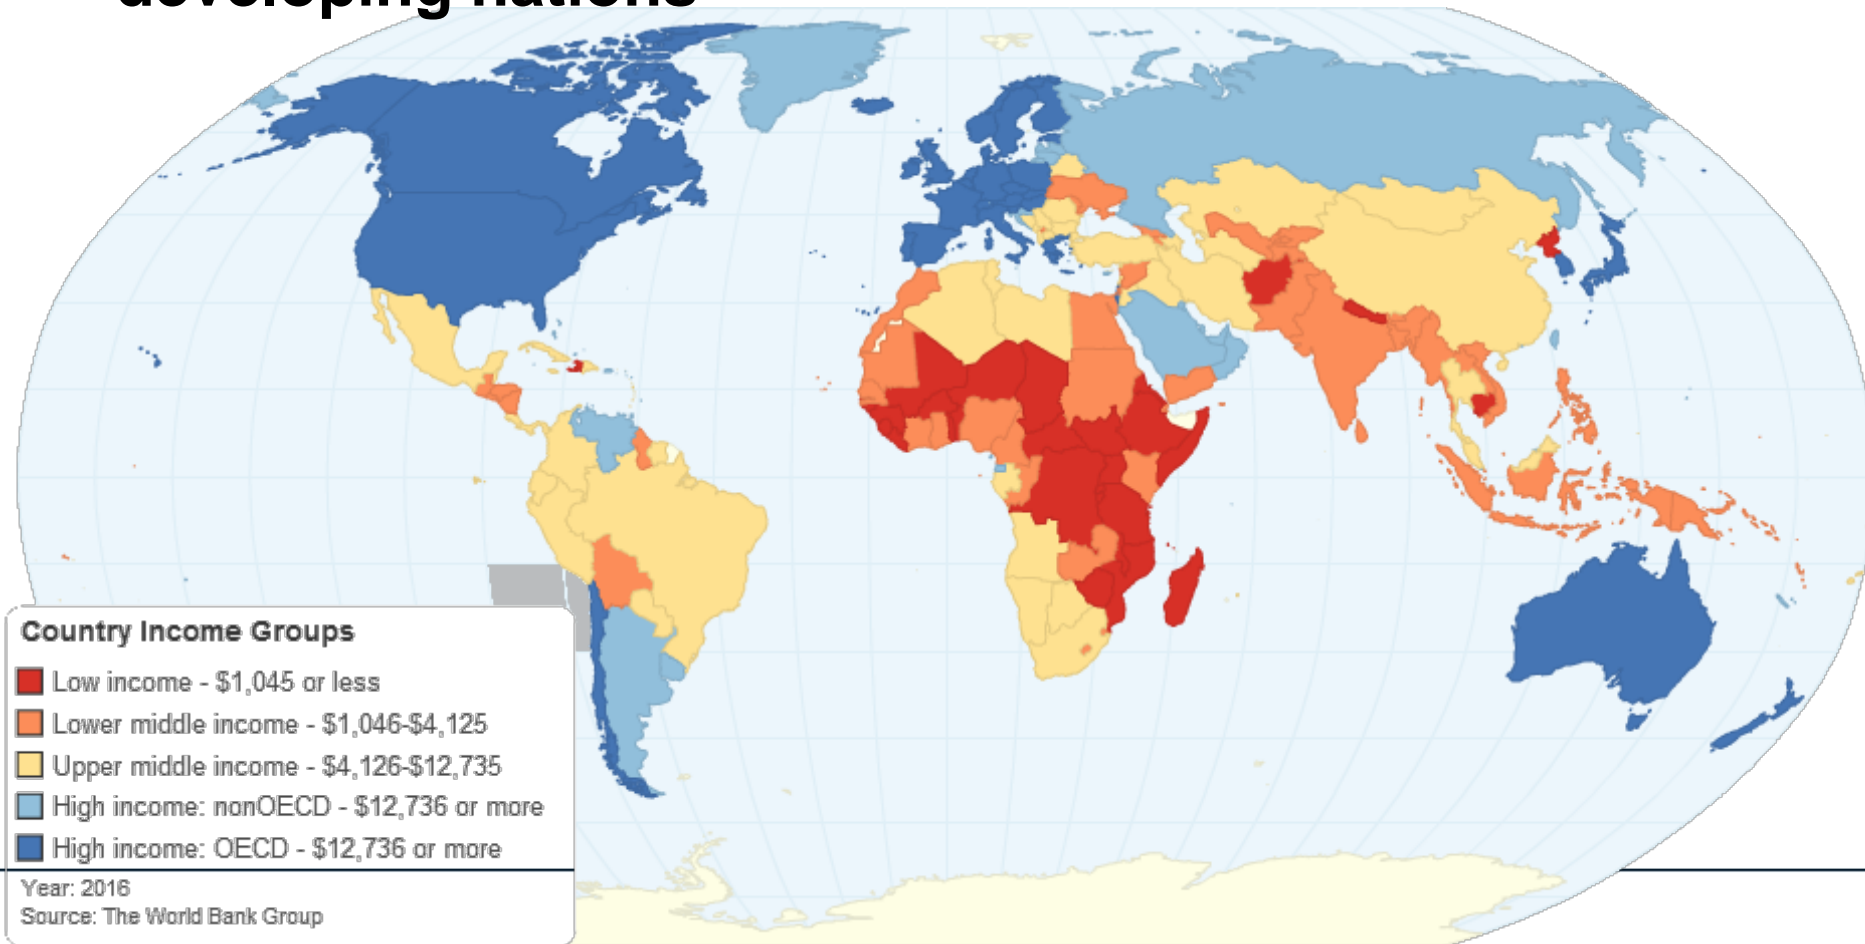 developing nations
Country Income Groups
Low income - $1,045 or less
Lower middle income - $1,046-$4,125
Upper middle income - $4,126-$12,735
High income: nonOECD - $12,736 or more
High income: OECD - $12,736 or more
Year: 2016
Source: The World Bank Group